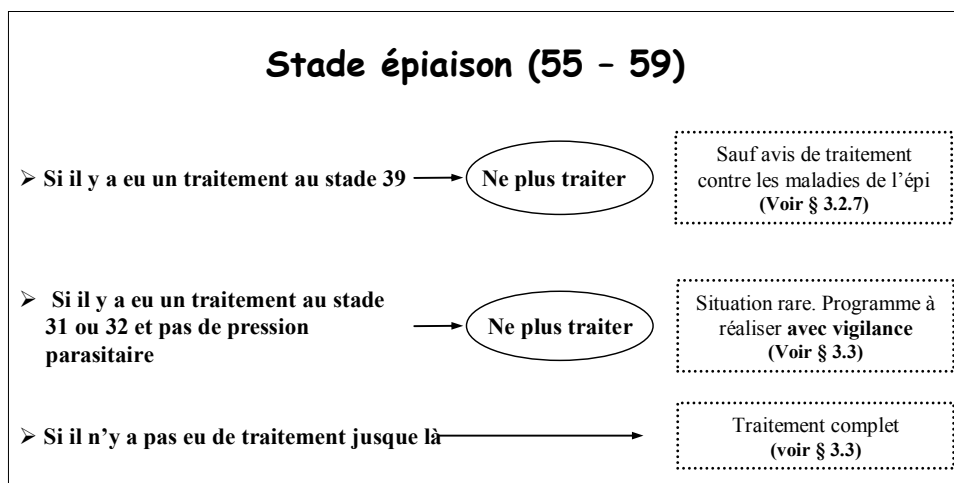 Stade épiaison (55 – 59)
➢ Si il y a eu un traitement au stade 39
Ne plus traiter
Sauf avis de traitement
contre les maladies de l'épi
(Voir § 3.2.7)
➢ Si il y a eu un traitement au stade
31 ou 32 et pas de pression
parasitaire
Ne plus traiter
Situation rare. Programme à
réaliser avec vigilance
(Voir § 3.3)
➢ Si il n'y a pas eu de traitement jusque là
Traitement complet
(voir § 3.3)